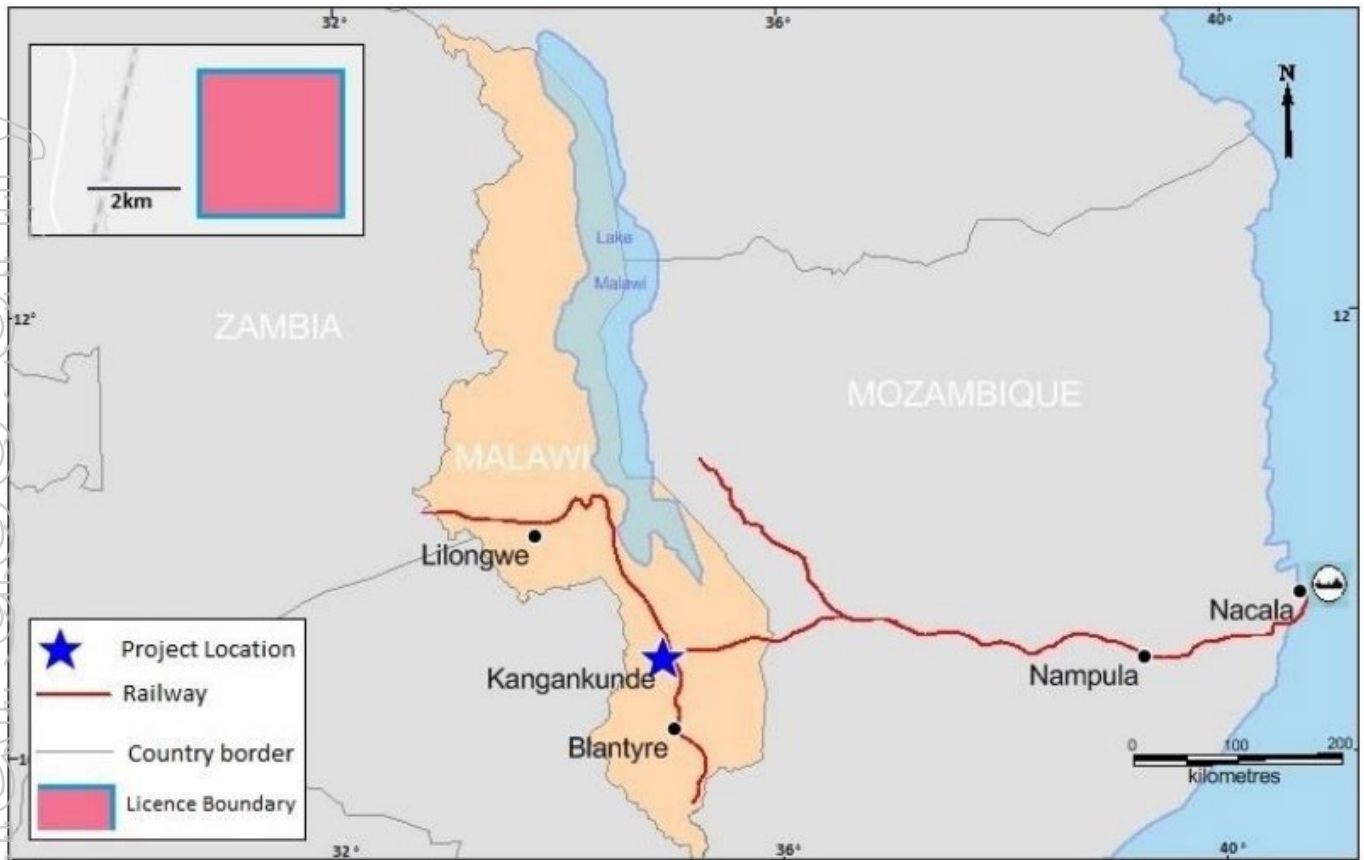 32°
36°
40°
N
2km
Lake
Malawi
12°
12
ZAMBIA
MOZAMBIQUE
MALAWI
Lilongwe
Nacala
Project Location
Kangankunde
Nampula
Railway
Blantyre
0 100 200
kilometres
Country border
Licence Boundary
32°
36°
40°